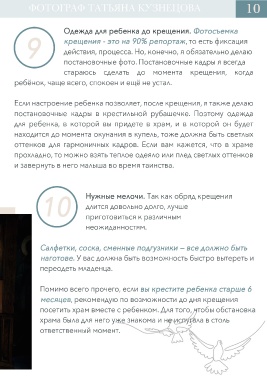 ФОТОГРАФ ТАТЬЯНА КУЗНЕЦОВА
10
9
Одежда для ребенка до крещения. Фотосъемка
крещения - это на 90% репортаж, то есть фиксация
действия, процесса. Но, конечно, я обязательно делаю
постановочные фото. Постановочные кадры я всегда
стараюсь сделать до момента крещения, когда
ребёнок, чаще всего, спокоен и ещё не устал.
Если настроение ребенка позволяет, после крещения, я также делаю
постановочные кадры в крестильной рубашечке. Поэтому одежда
для ребенка, в которой вы придете в храм, и в которой он будет
находится до момента окунания в купель, тоже должна быть светлых
оттенков для гармоничных кадров. Если вам кажется, что в храме
прохладно, то можно взять теплое одеяло или плед светлых оттенков
и завернуть в него малыша во время таинства.
10
Нужные мелочи. Так как обряд крещения
длится довольно долго, лучше
приготовиться к различным
неожиданностям.
Салфетки, соска, сменные подгузники – все должно быть
наготове. У вас должна быть возможность быстро вытереть и
переодеть младенца.
Помимо всего прочего, если вы крестите ребенка старше 6
месяцев, рекомендую по возможности до дня крещения
посетить храм вместе с ребенком. Для того, чтобы обстановка
храма была для него уже знакома и не испугала в столь
ответственный момент.